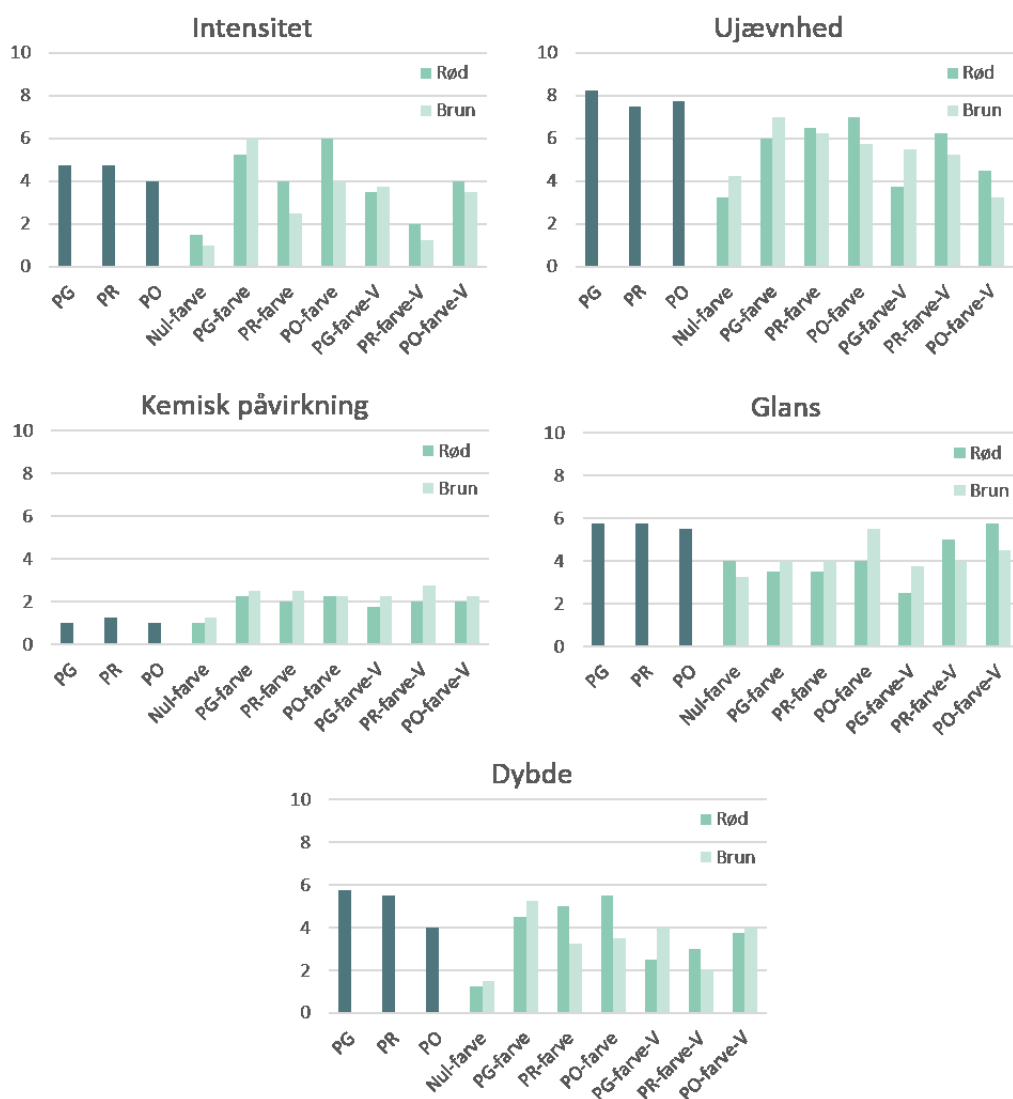 Intensitet
10
8
6
4
2
0
Rød
Brun
PG
PR
PO
Nul-farve
PG-farve
PR-farve
PO-farve
PG-farve-V
PR-farve-V
PO-farve-V
Ujævnhed
10
8
6
4
2
0
Rød
Brun
PG
PR
PO
Nul-farve
PG-farve
PR-farve
PO-farve
PG-farve-V
PR-farve-V
PO-farve-V
Kemisk påvirkning
10
8
6
4
2
0
Rød
Brun
PG
PR
PO
Nul-farve
PG-farve
PR-farve
PO-farve
PG-farve-V
PR-farve-V
PO-farve-V
Glans
10
8
6
4
2
0
Rød
Brun
PG
PR
PO
Nul-farve
PG-farve
PR-farve
PO-farve
PG-farve-V
PR-farve-V
PO-farve-V
Dybde
10
8
6
4
2
0
Rød
Brun
PG
PR
PO
Nul-farve
PG-farve
PR-farve
PO-farve
PG-farve-V
PR-farve-V
PO-farve-V